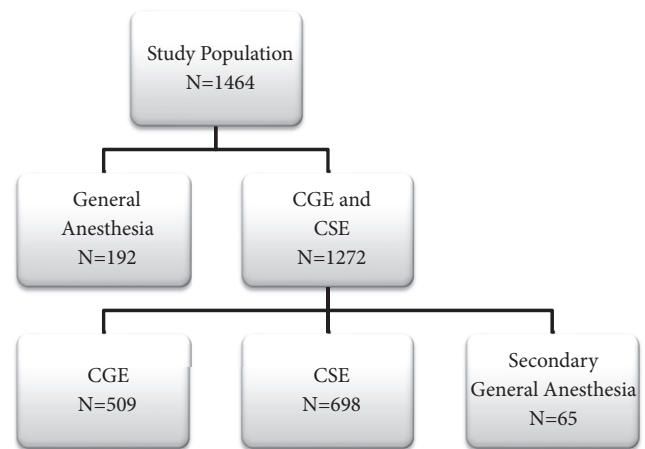 Study Population
N=1464
General
Anesthesia
N=192
CGE and
CSE
N=1272
CGE
N=509
CSE
N=698
Secondary
General Anesthesia
N=65